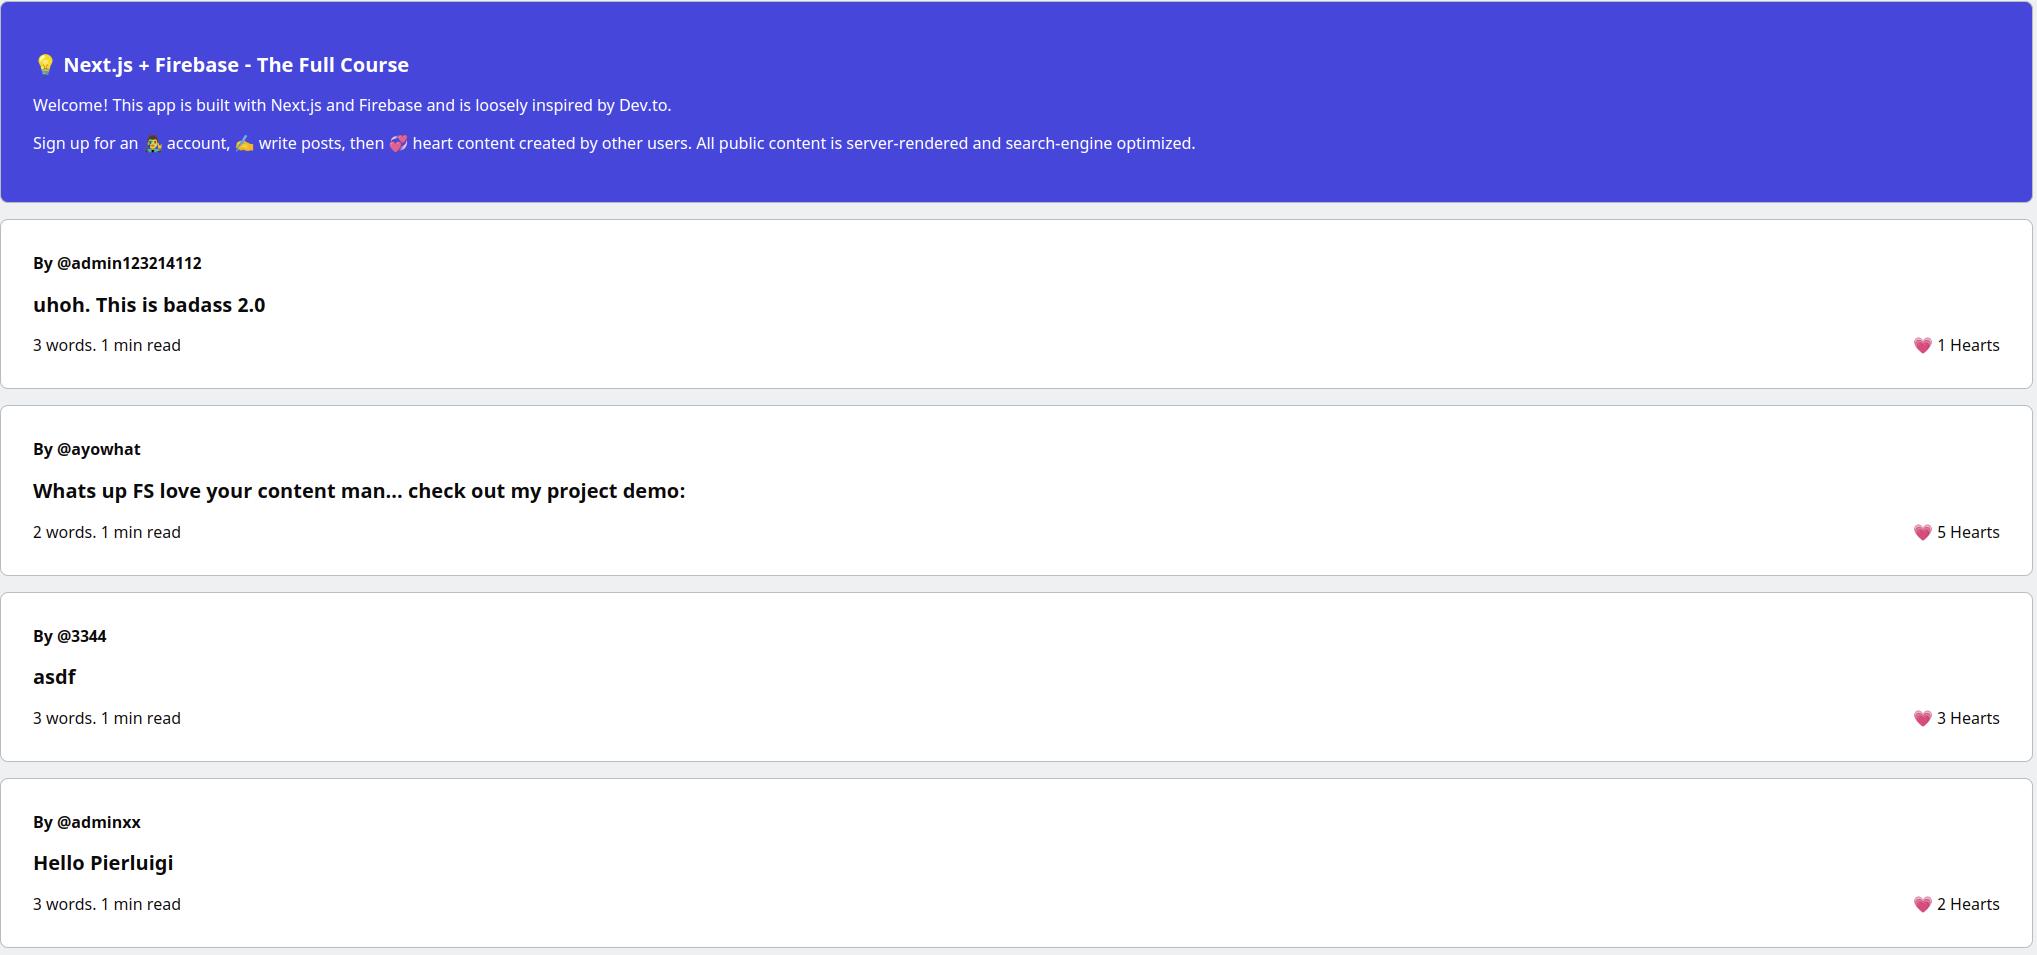 💡 Next.js + Firebase - The Full Course
Welcome! This app is built with Next.js and Firebase and is loosely inspired by Dev.to.
Sign up for an 👨‍🎤 account, ✍️ write posts, then 💞 heart content created by other users. All public content is server-rendered and search-engine optimized.
By @admin123214112
uhoh. This is badass 2.0
3 words. 1 min read
💗 1 Hearts
By @ayowhat
Whats up FS love your content man... check out my project demo:
2 words. 1 min read
💗 5 Hearts
By @3344
asdf
3 words. 1 min read
💗 3 Hearts
By @adminxx
Hello Pierluigi
3 words. 1 min read
💗 2 Hearts